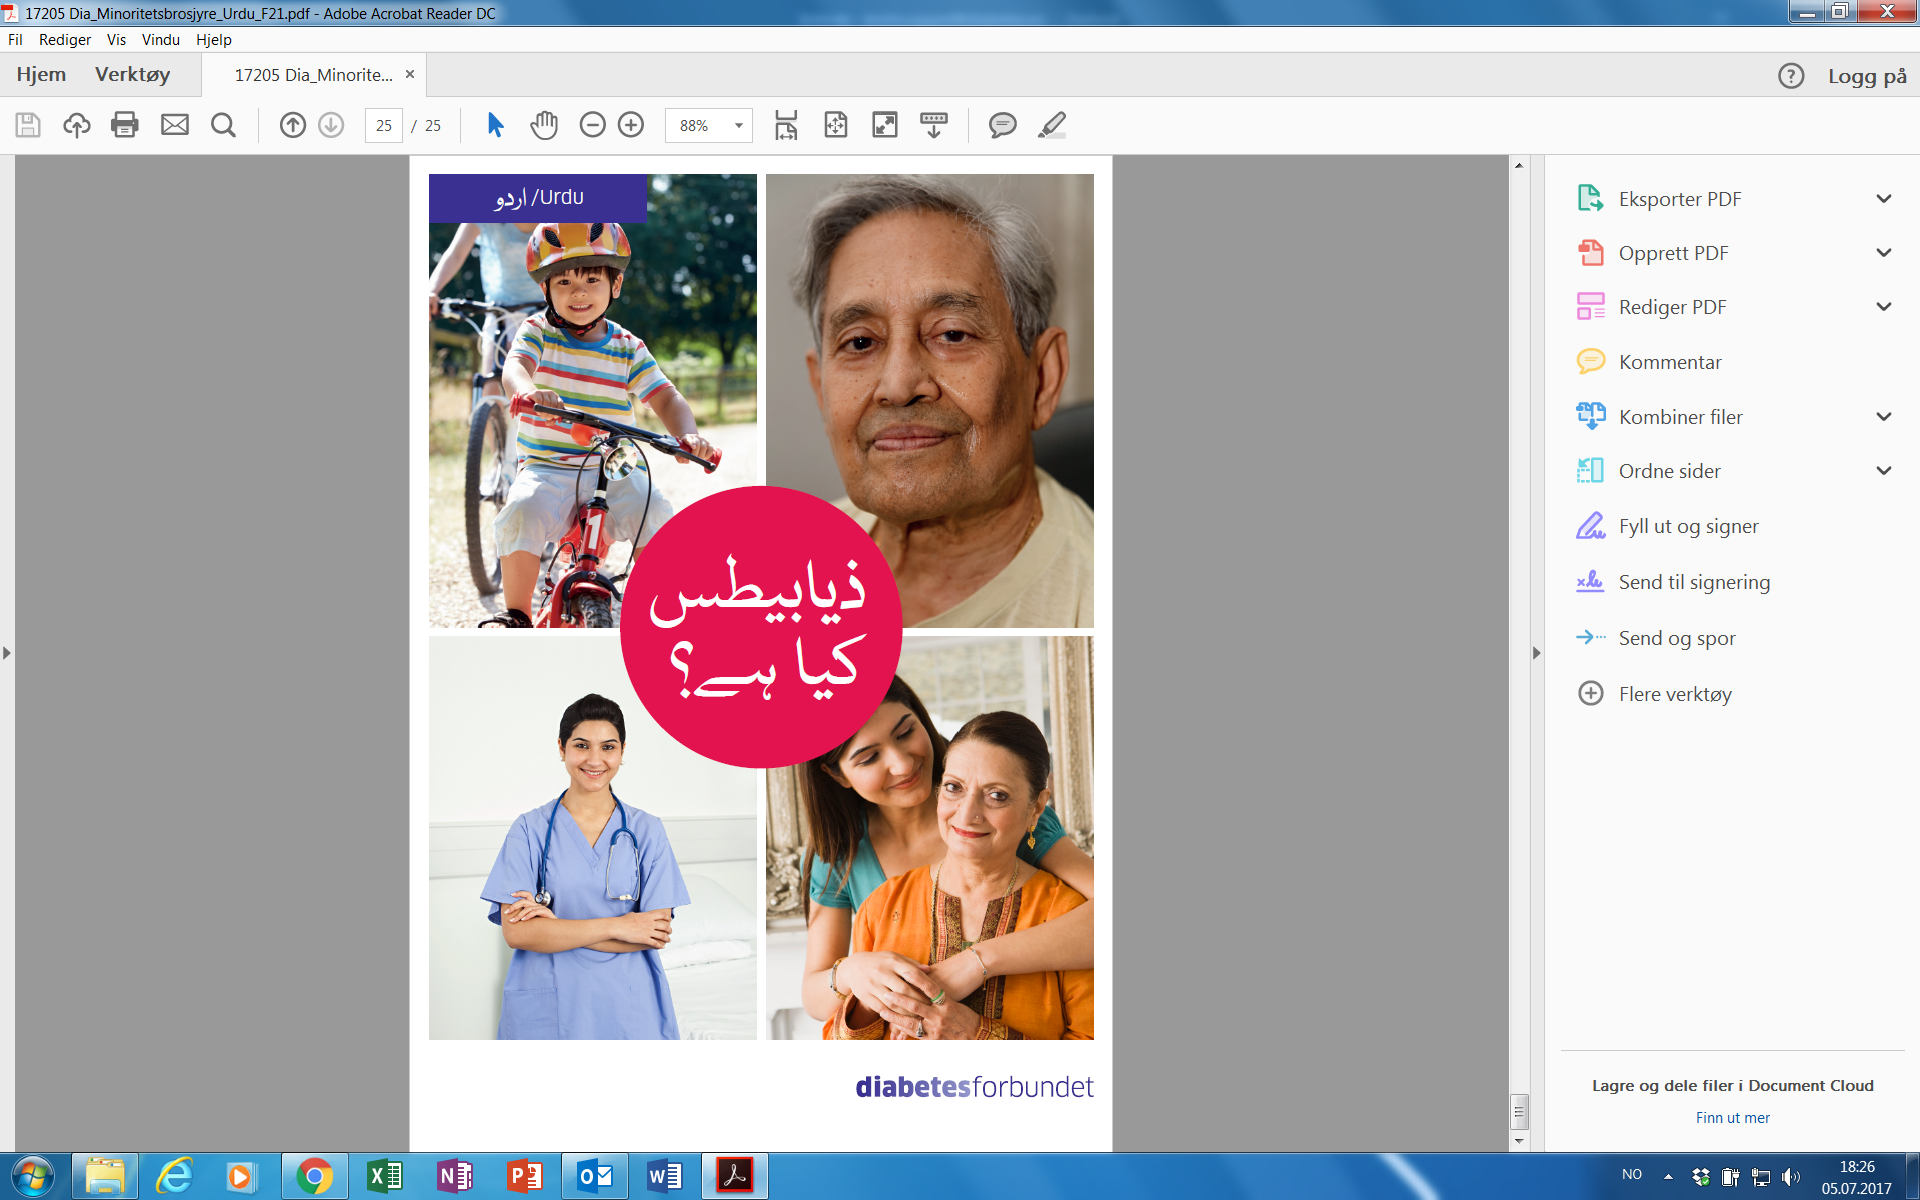 17205 Dia_Minoritetsbrosjyre_Urdu_F21.pdf - Adobe Acrobat Reader DC
Fil Rediger Vis Vindu Hjelp
Hjem Verktøy 17205 Dia_Minorite... × Logg på
25 / 25 88%
اردو /Urdu
ذیابیطس
کیا ہے؟
1
diabetesforbundet
Eksporter PDF
Opprett PDF
Rediger PDF
Kommentar
Kombiner filer
Ordne sider
Fyll ut og signer
Send til signering
Send og spor
Flere verktøy
Lagre og dele filer i Document Cloud
Finn ut mer
NO 18:26
05.07.2017